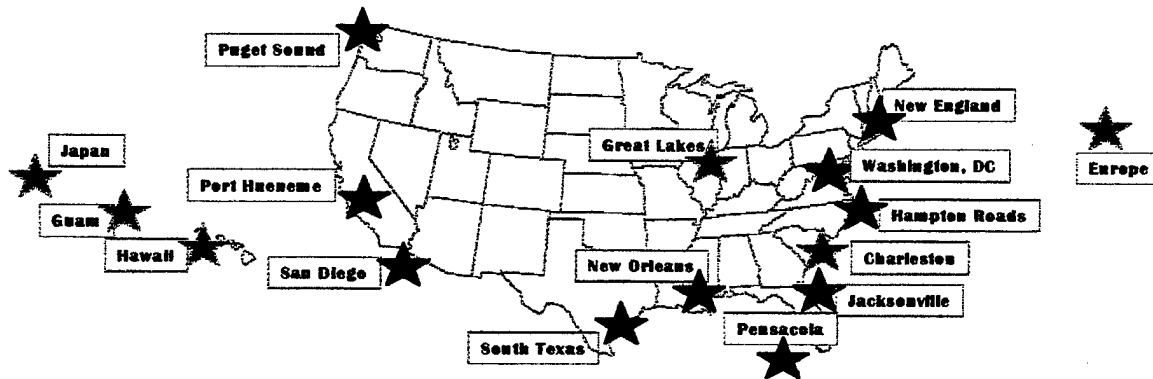 Puget Sound
New England
Great Lakes
Japan
Washington, DC
Europe
Port Hueneme
Guam
Hampton Roads
Hawaii
Charleston
San Diego
New Orleans
Jacksonville
Pensacola
South Texas